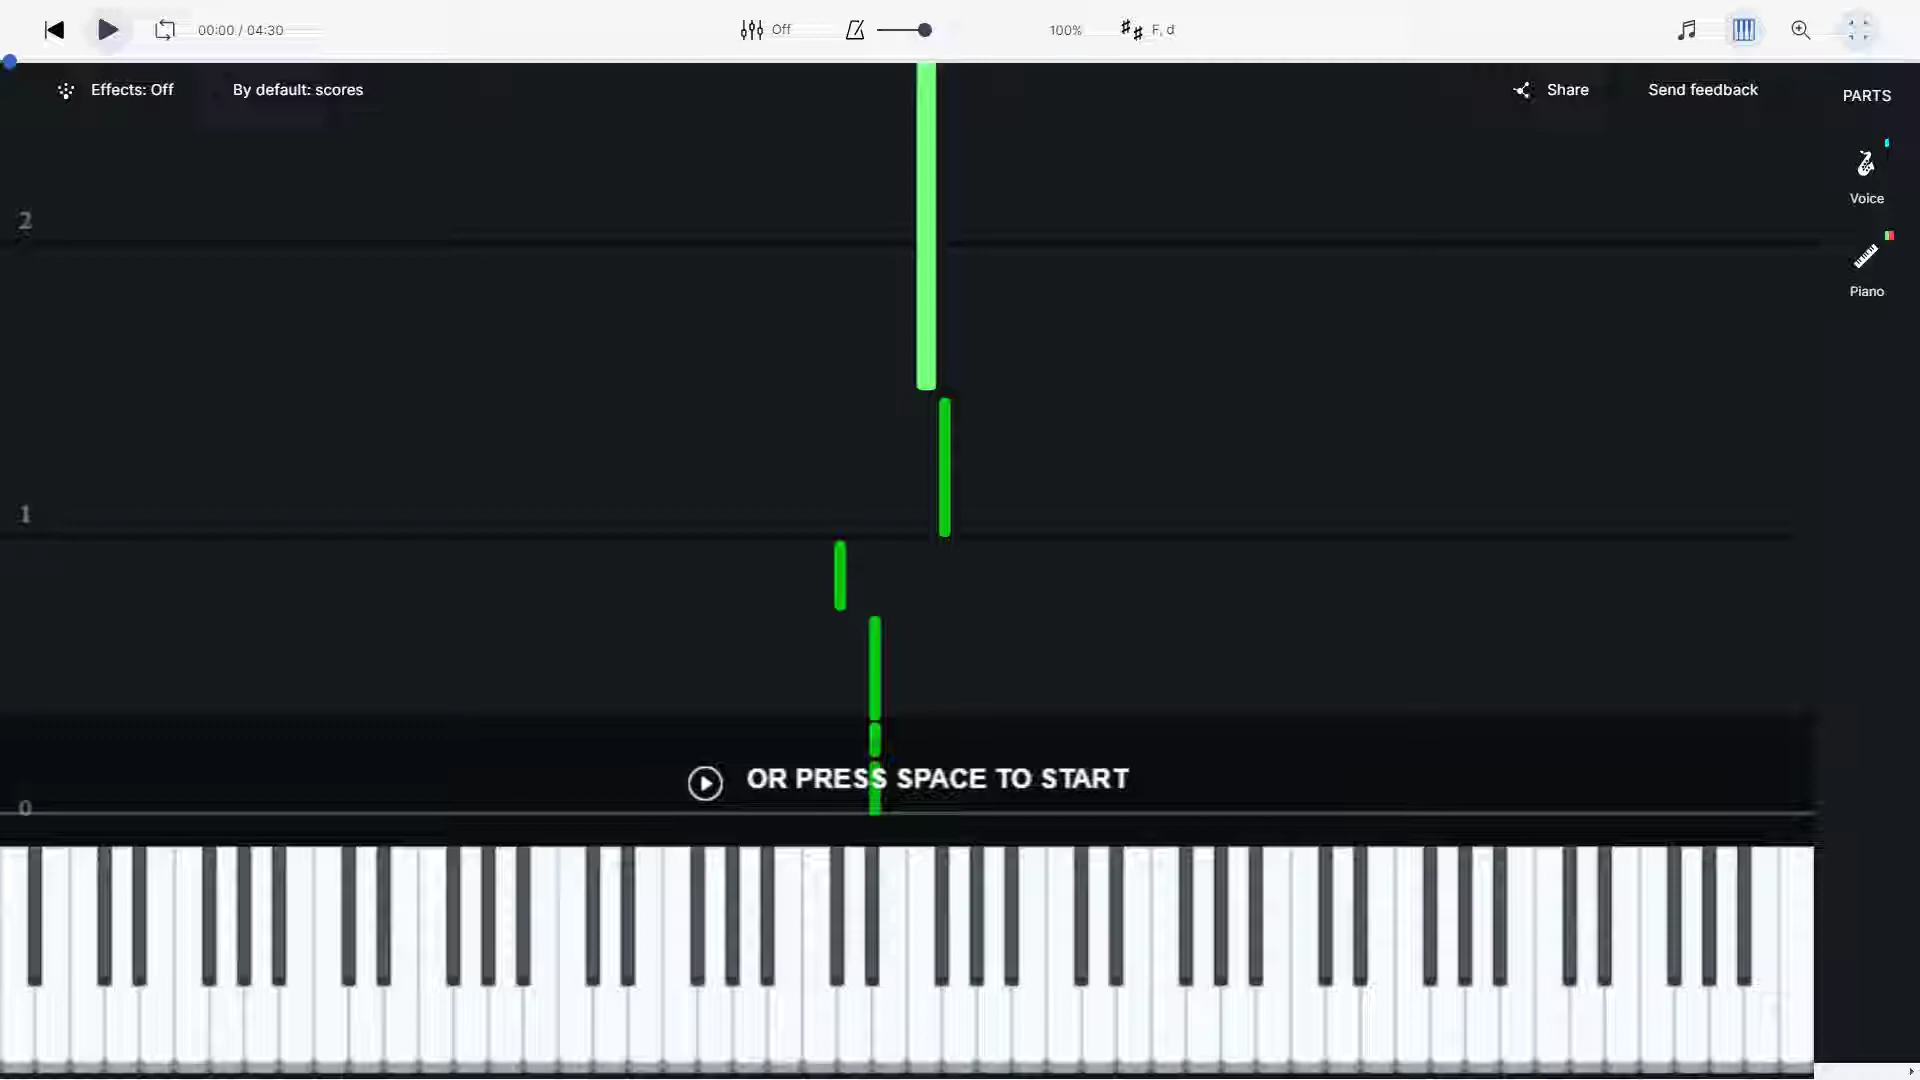 00:00 / 04:30
Off
100%
F, d
Effects: Off
By default: scores
Share
Send feedback
PARTS
Voice
Piano
2
1
0
OR PRESS SPACE TO START